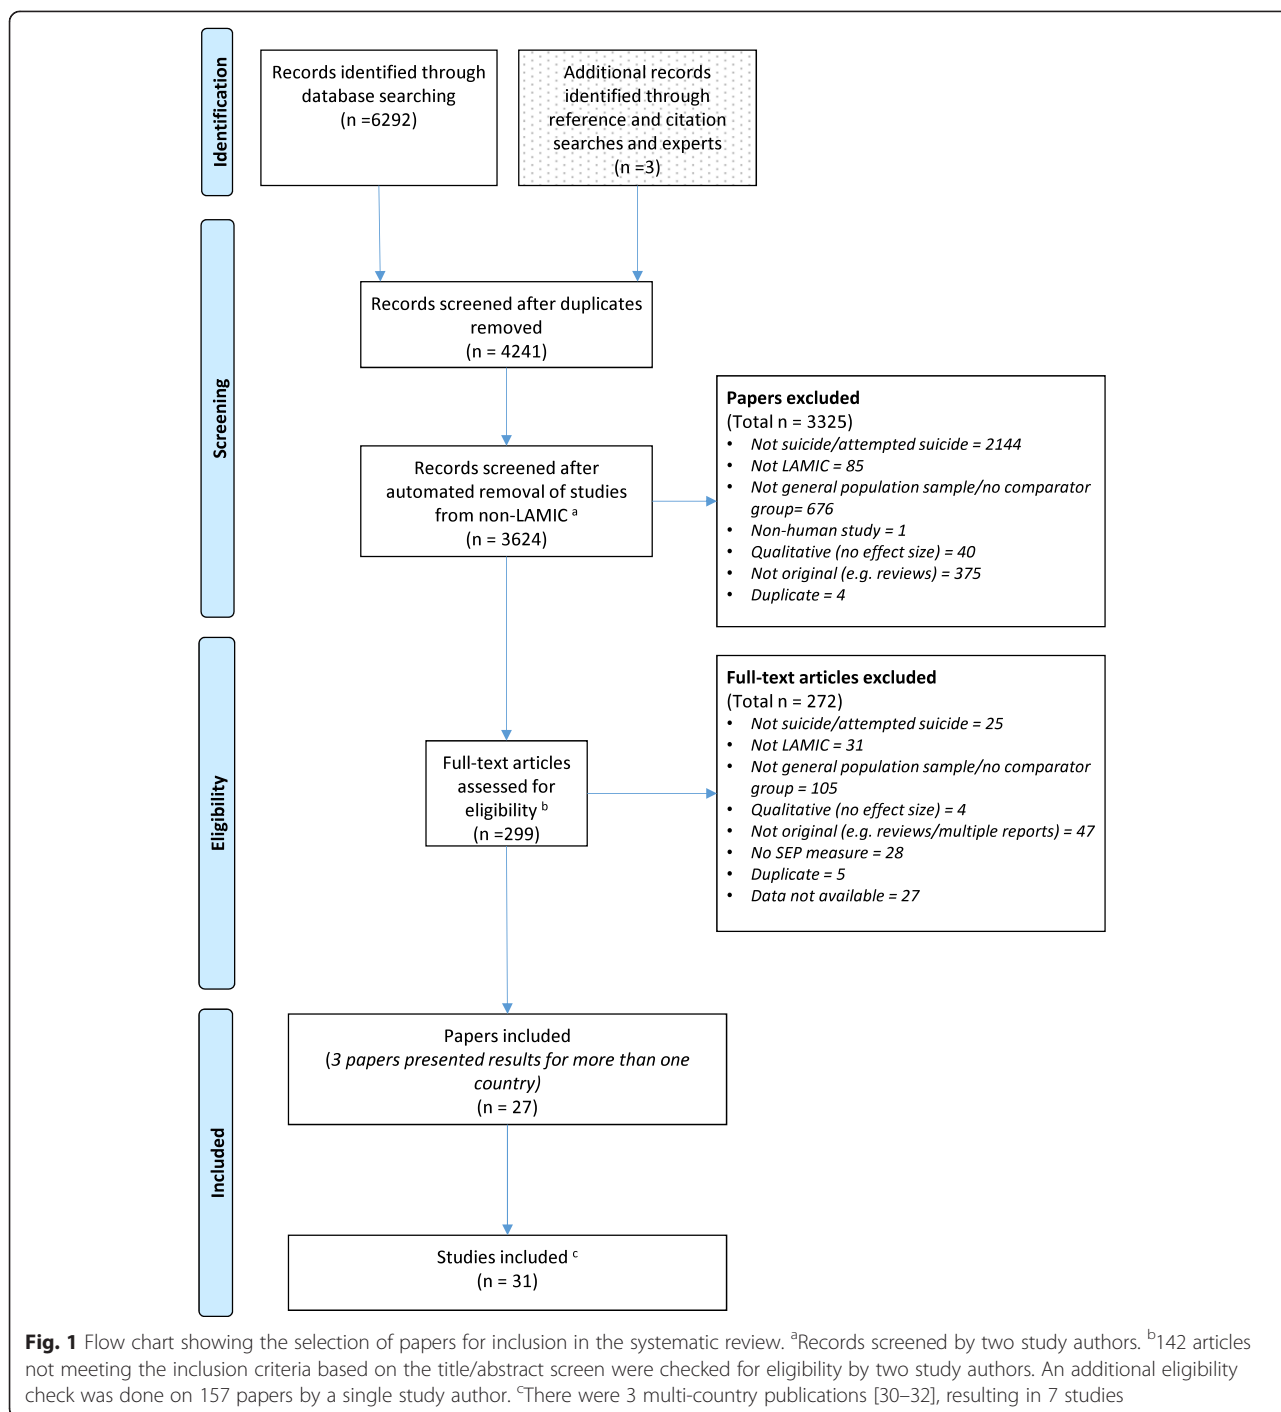 Identification
Records identified through
database searching
(n =6292)
Additional records
identified through
reference and citation
searches and experts
(n =3)
Screening
Records screened after duplicates
removed
(n = 4241)
Records screened after
automated removal of studies
from non-LAMIC a
(n = 3624)
Papers excluded
(Total n = 3325)
• Not suicide/attempted suicide = 2144
• Not LAMIC = 85
• Not general population sample/no comparator
group= 676
• Non-human study = 1
• Qualitative (no effect size) = 40
• Not original (e.g. reviews) = 375
• Duplicate = 4
Eligibility
Full-text articles
assessed for
eligibility b
(n =299)
Full-text articles excluded
(Total n = 272)
• Not suicide/attempted suicide = 25
• Not LAMIC = 31
• Not general population sample/no comparator
group = 105
• Qualitative (no effect size) = 4
• Not original (e.g. reviews/multiple reports) = 47
• No SEP measure = 28
• Duplicate = 5
• Data not available = 27
Included
Papers included
(3 papers presented results for more than one
country)
(n = 27)
Studies included c
(n = 31)
Fig. 1 Flow chart showing the selection of papers for inclusion in the systematic review. aRecords screened by two study authors. b142 articles
not meeting the inclusion criteria based on the title/abstract screen were checked for eligibility by two study authors. An additional eligibility
check was done on 157 papers by a single study author. cThere were 3 multi-country publications [30–32], resulting in 7 studies